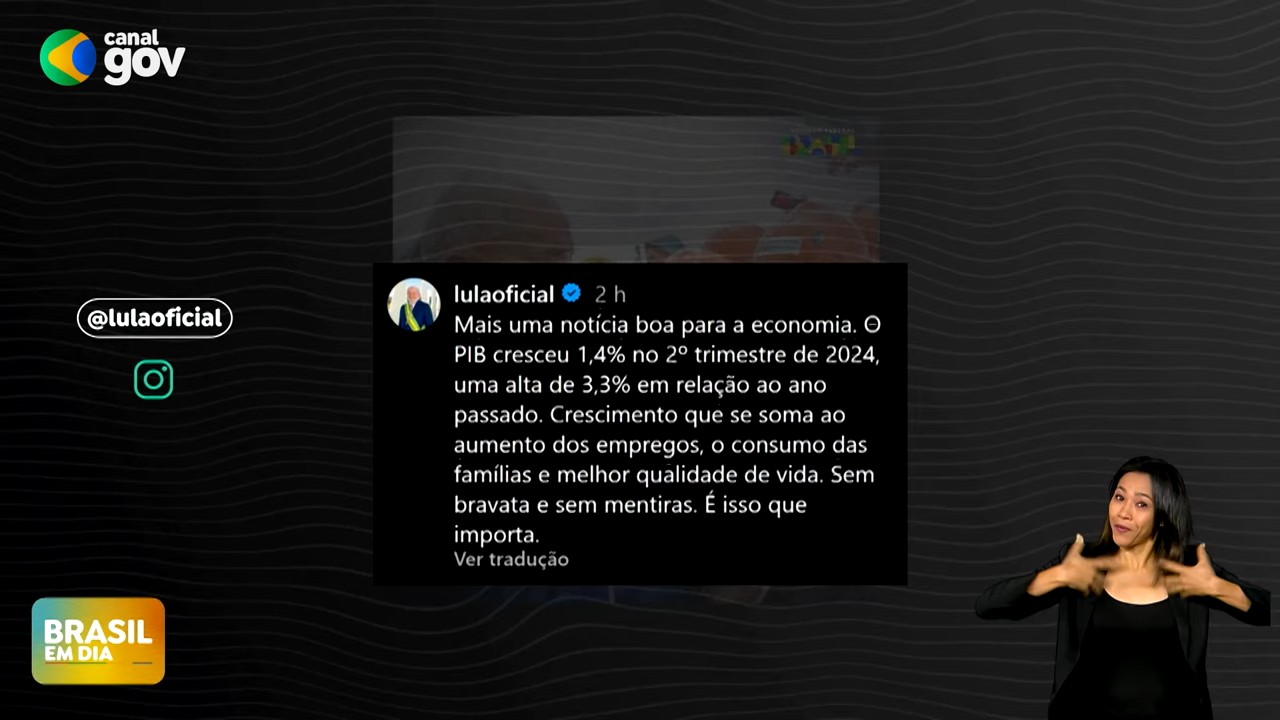 canal
gov
@lulaoficial
lulaoficial 2 h
Mais uma notícia boa para a economia. O
PIB cresceu 1,4% no 2º trimestre de 2024,
uma alta de 3,3% em relação ao ano
passado. Crescimento que se soma ao
aumento dos empregos, o consumo das
famílias e melhor qualidade de vida. Sem
bravata e sem mentiras. É isso que
importa.
Ver tradução
BRASIL
EM DIA